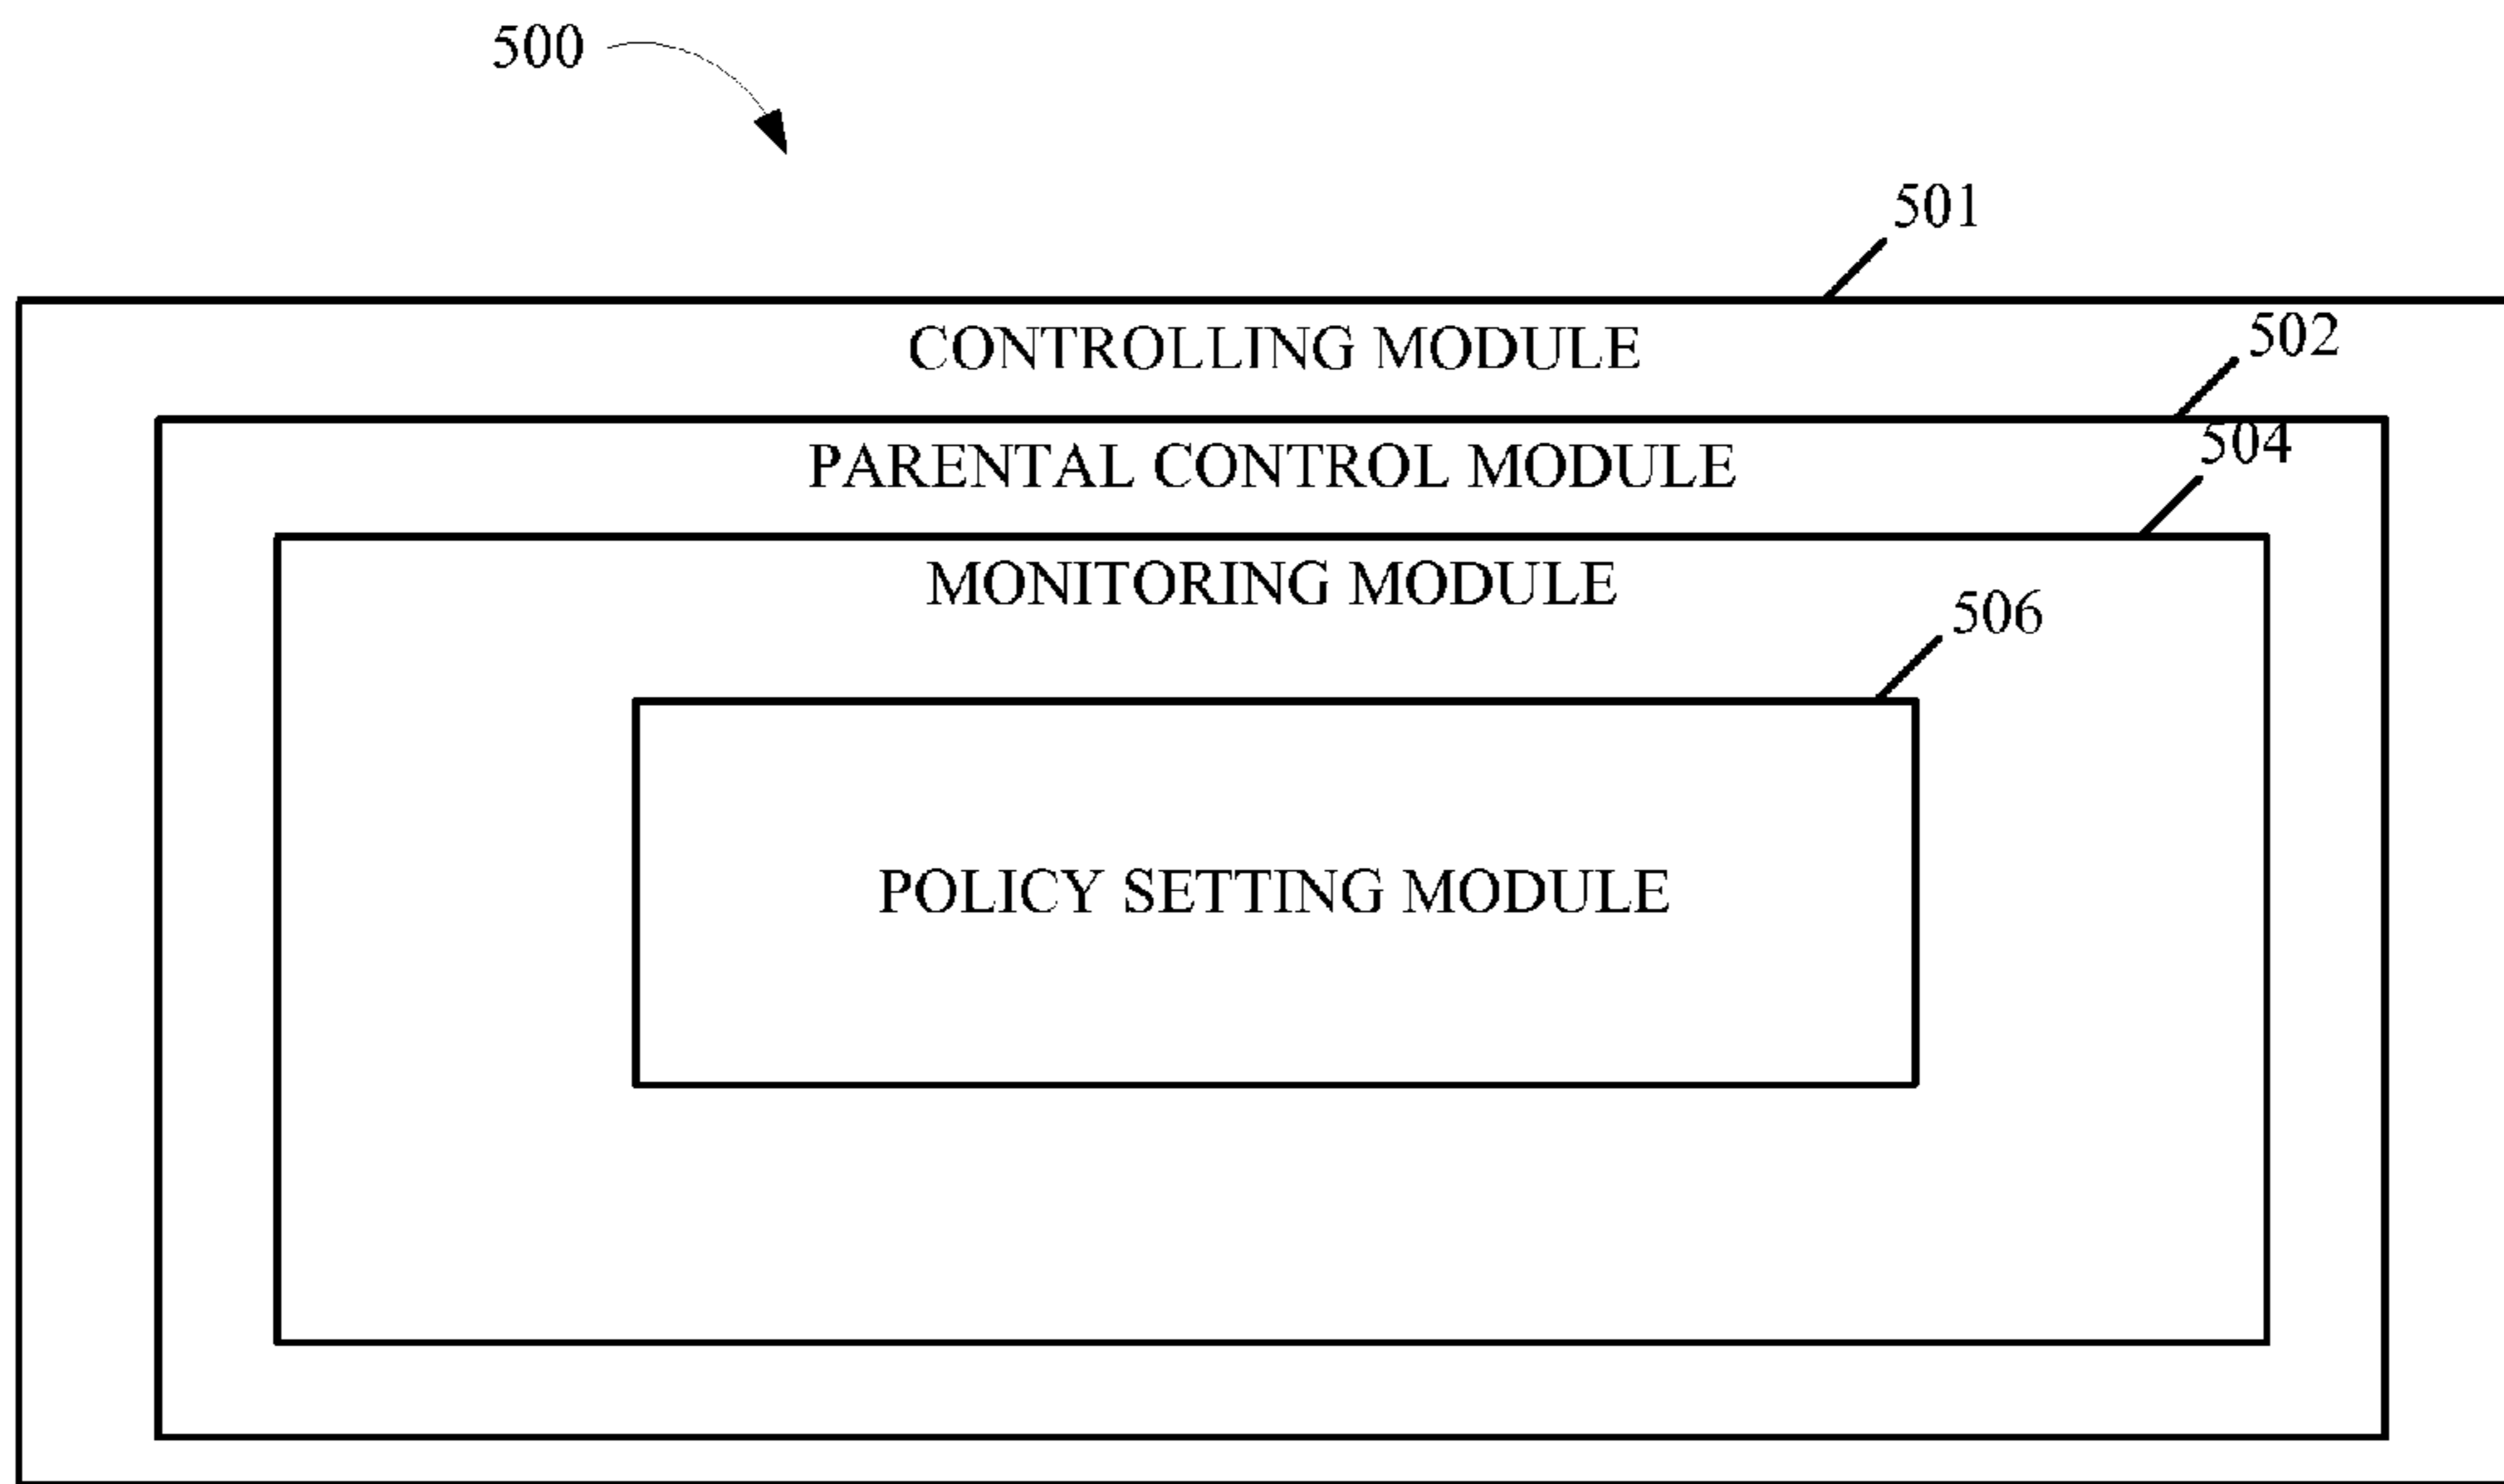 500
501
CONTROLLING MODULE
502
PARENTAL CONTROL MODULE
504
MONITORING MODULE
506
POLICY SETTING MODULE